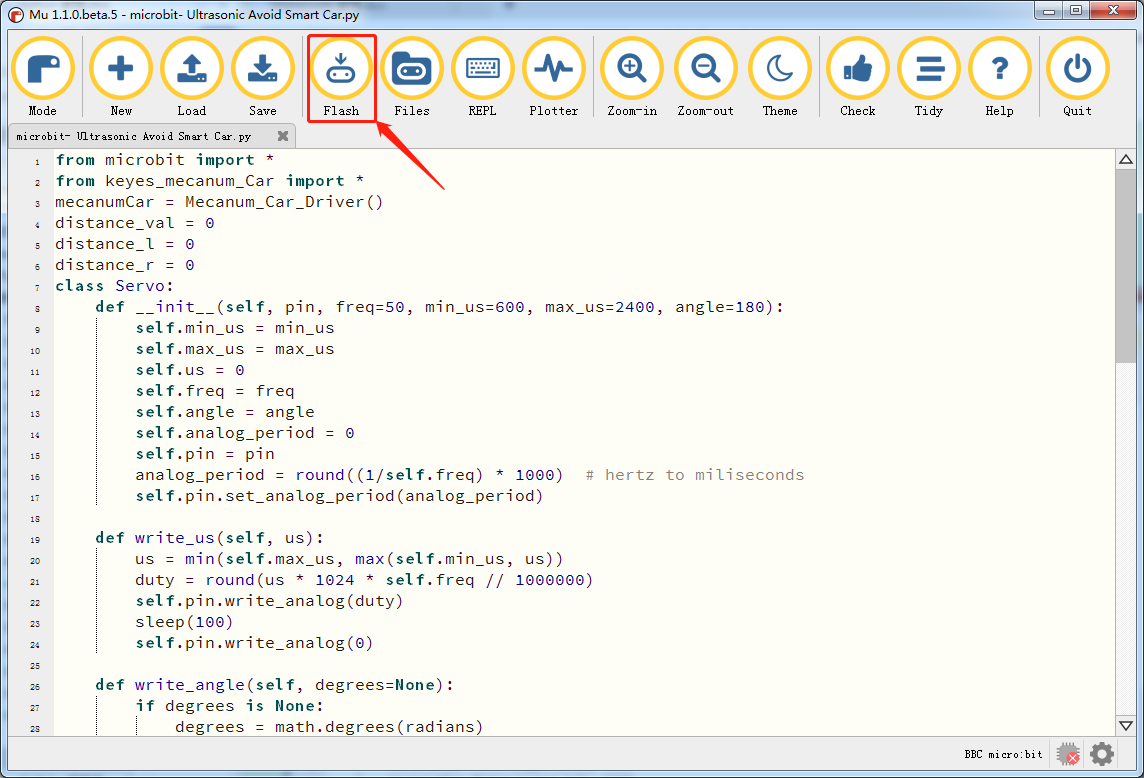 Mu 1.1.0.beta.5 - microbit- Ultrasonic Avoid Smart Car.py
Mode New Load Save Flash Files REPL Plotter Zoom-in Zoom-out Theme Check Tidy Help Quit
microbit- Ultrasonic Avoid Smart Car.py
1 from microbit import *
2 from keyes_mecanum_Car import *
3 mecanumCar = Mecanum_Car_Driver()
4 distance_val = 0
5 distance_l = 0
6 distance_r = 0
7 class Servo:
8     def __init__(self, pin, freq=50, min_us=600, max_us=2400, angle=180):
9         self.min_us = min_us
10         self.max_us = max_us
11         self.us = 0
12         self.freq = freq
13         self.angle = angle
14         self.analog_period = 0
15         self.pin = pin
16         analog_period = round((1/self.freq) * 1000)  # hertz to miliseconds
17         self.pin.set_analog_period(analog_period)
18
19     def write_us(self, us):
20         us = min(self.max_us, max(self.min_us, us))
21         duty = round(us * 1024 * self.freq // 1000000)
22         self.pin.write_analog(duty)
23         sleep(100)
24         self.pin.write_analog(0)
25
26     def write_angle(self, degrees=None):
27         if degrees is None:
28             degrees = math.degrees(radians)
BBC micro:bit